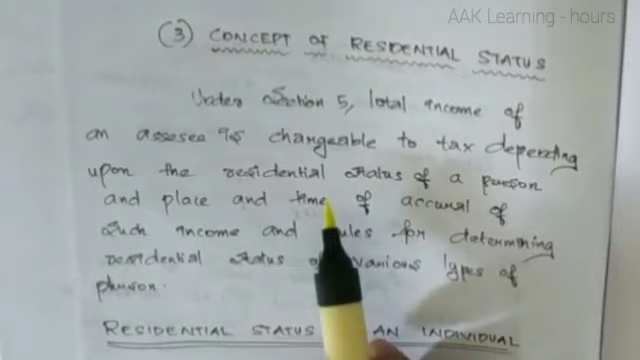 AAK Learning - hours
(3) CONCEPT OF RESIDENTIAL STATUS
Under Section 5, total income of
an assesee is chargeable to tax depending
upon the residential status of a person
and place and time of accural of
such income and rules for determining
residential status of various types of
person.
RESIDENTIAL STATUS AN INDIVIDUAL